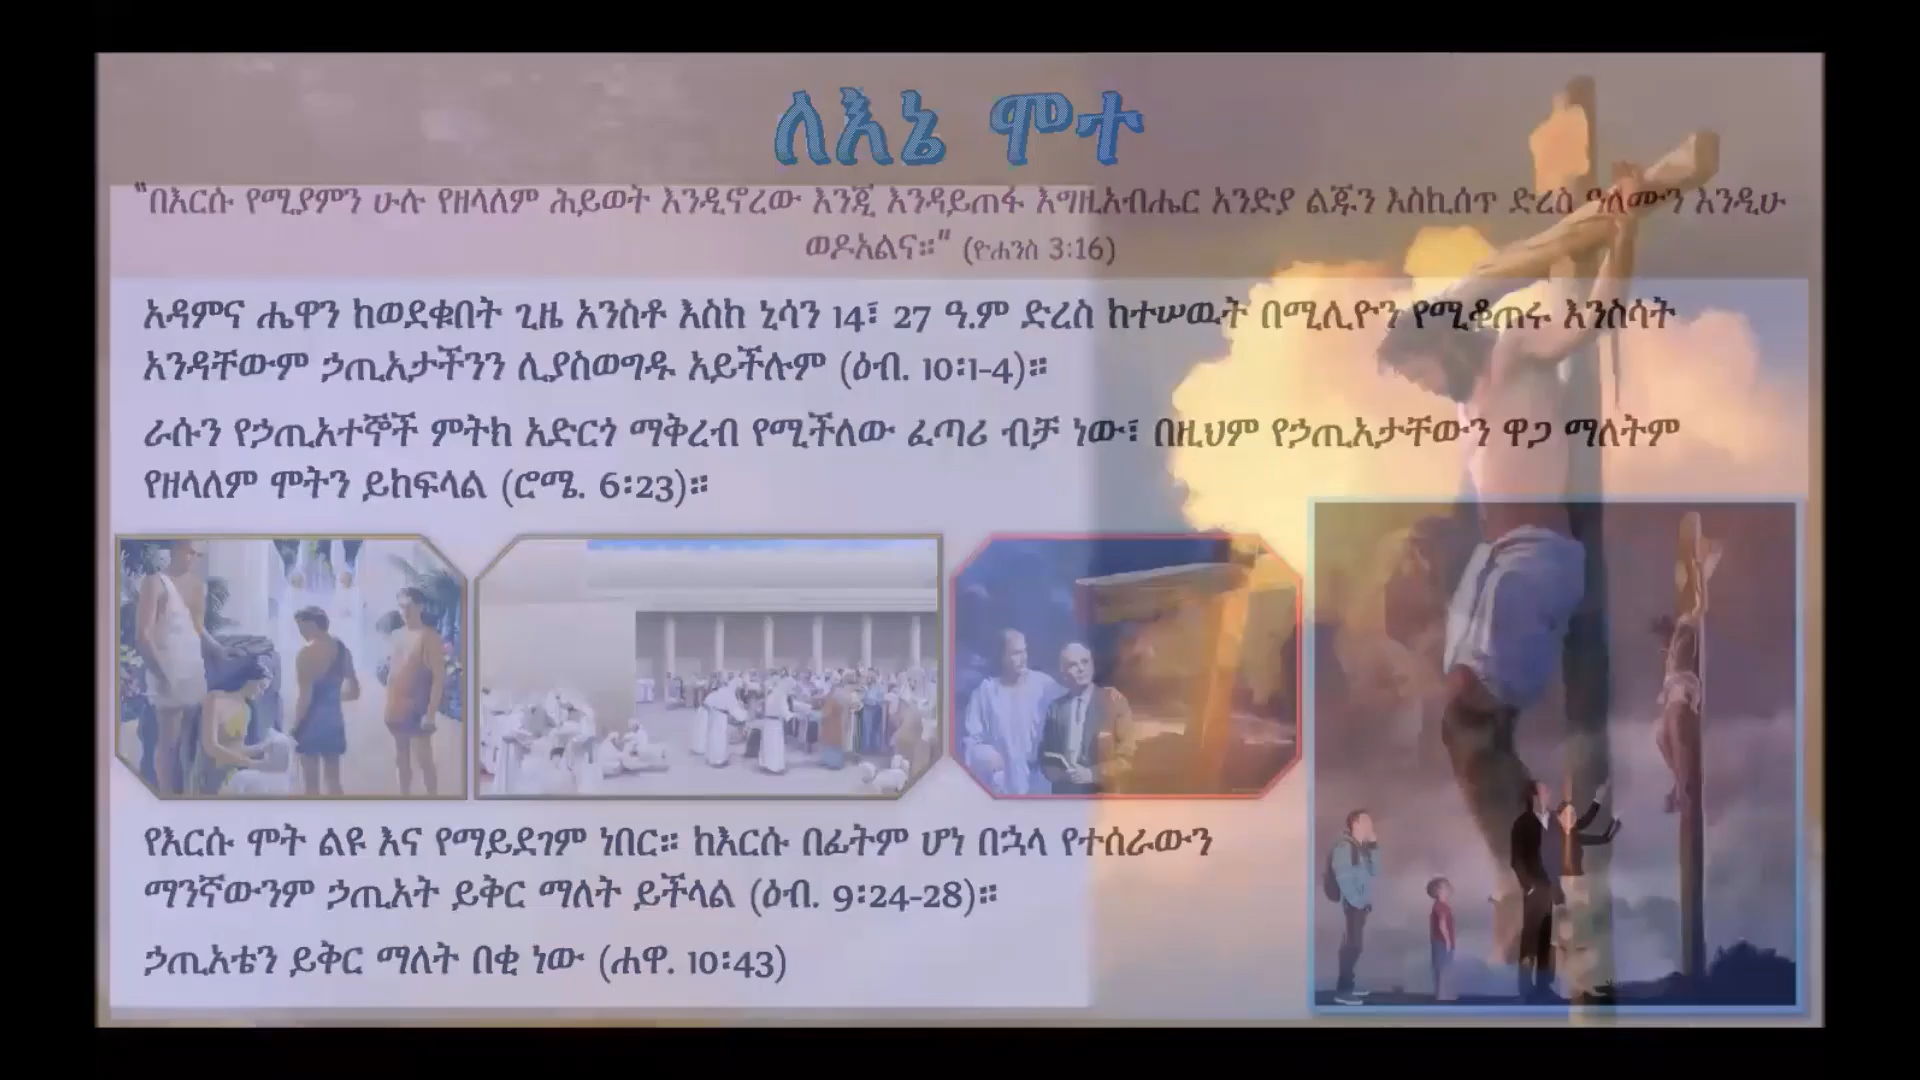 ለእኔ ሞተ
"በእርሱ የሚያምን ሁሉ የዘላለም ሕይወት እንዲኖረው እንጂ እንዳይጠፋ እግዚአብሔር አንድያ ልጁን እስኪሰጥ ድረስ ዓለሙን እንዲሁ
ወዶአልና።" (ዮሐንስ 3:16)
አዳምና ሔዋን ከወደቁበት ጊዜ አንስቶ እስከ ኒሳን 14፣ 27 ዓ.ም ድረስ ከተሠዉት በሚሊዮን የሚቆጠሩ እንስሳት
አንዳቸውም ኃጢአታችንን ሊያስወግዱ አይችሉም (ዕብ. 10፡1-4)።
ራሱን የኃጢአተኞች ምትክ አድርጎ ማቅረብ የሚችለው ፈጣሪ ብቻ ነው፣ በዚህም የኃጢአታቸውን ዋጋ ማለትም
የዘላለም ሞትን ይከፍላል (ሮሜ. 6፡23)።
የእርሱ ሞት ልዩ እና የማይደገም ነበር። ከእርሱ በፊትም ሆነ በኋላ የተሰራውን
ማንኛውንም ኃጢአት ይቅር ማለት ይችላል (ዕብ. 9፡24-28)።
ኃጢአቴን ይቅር ማለት በቂ ነው (ሐዋ. 10፡43)